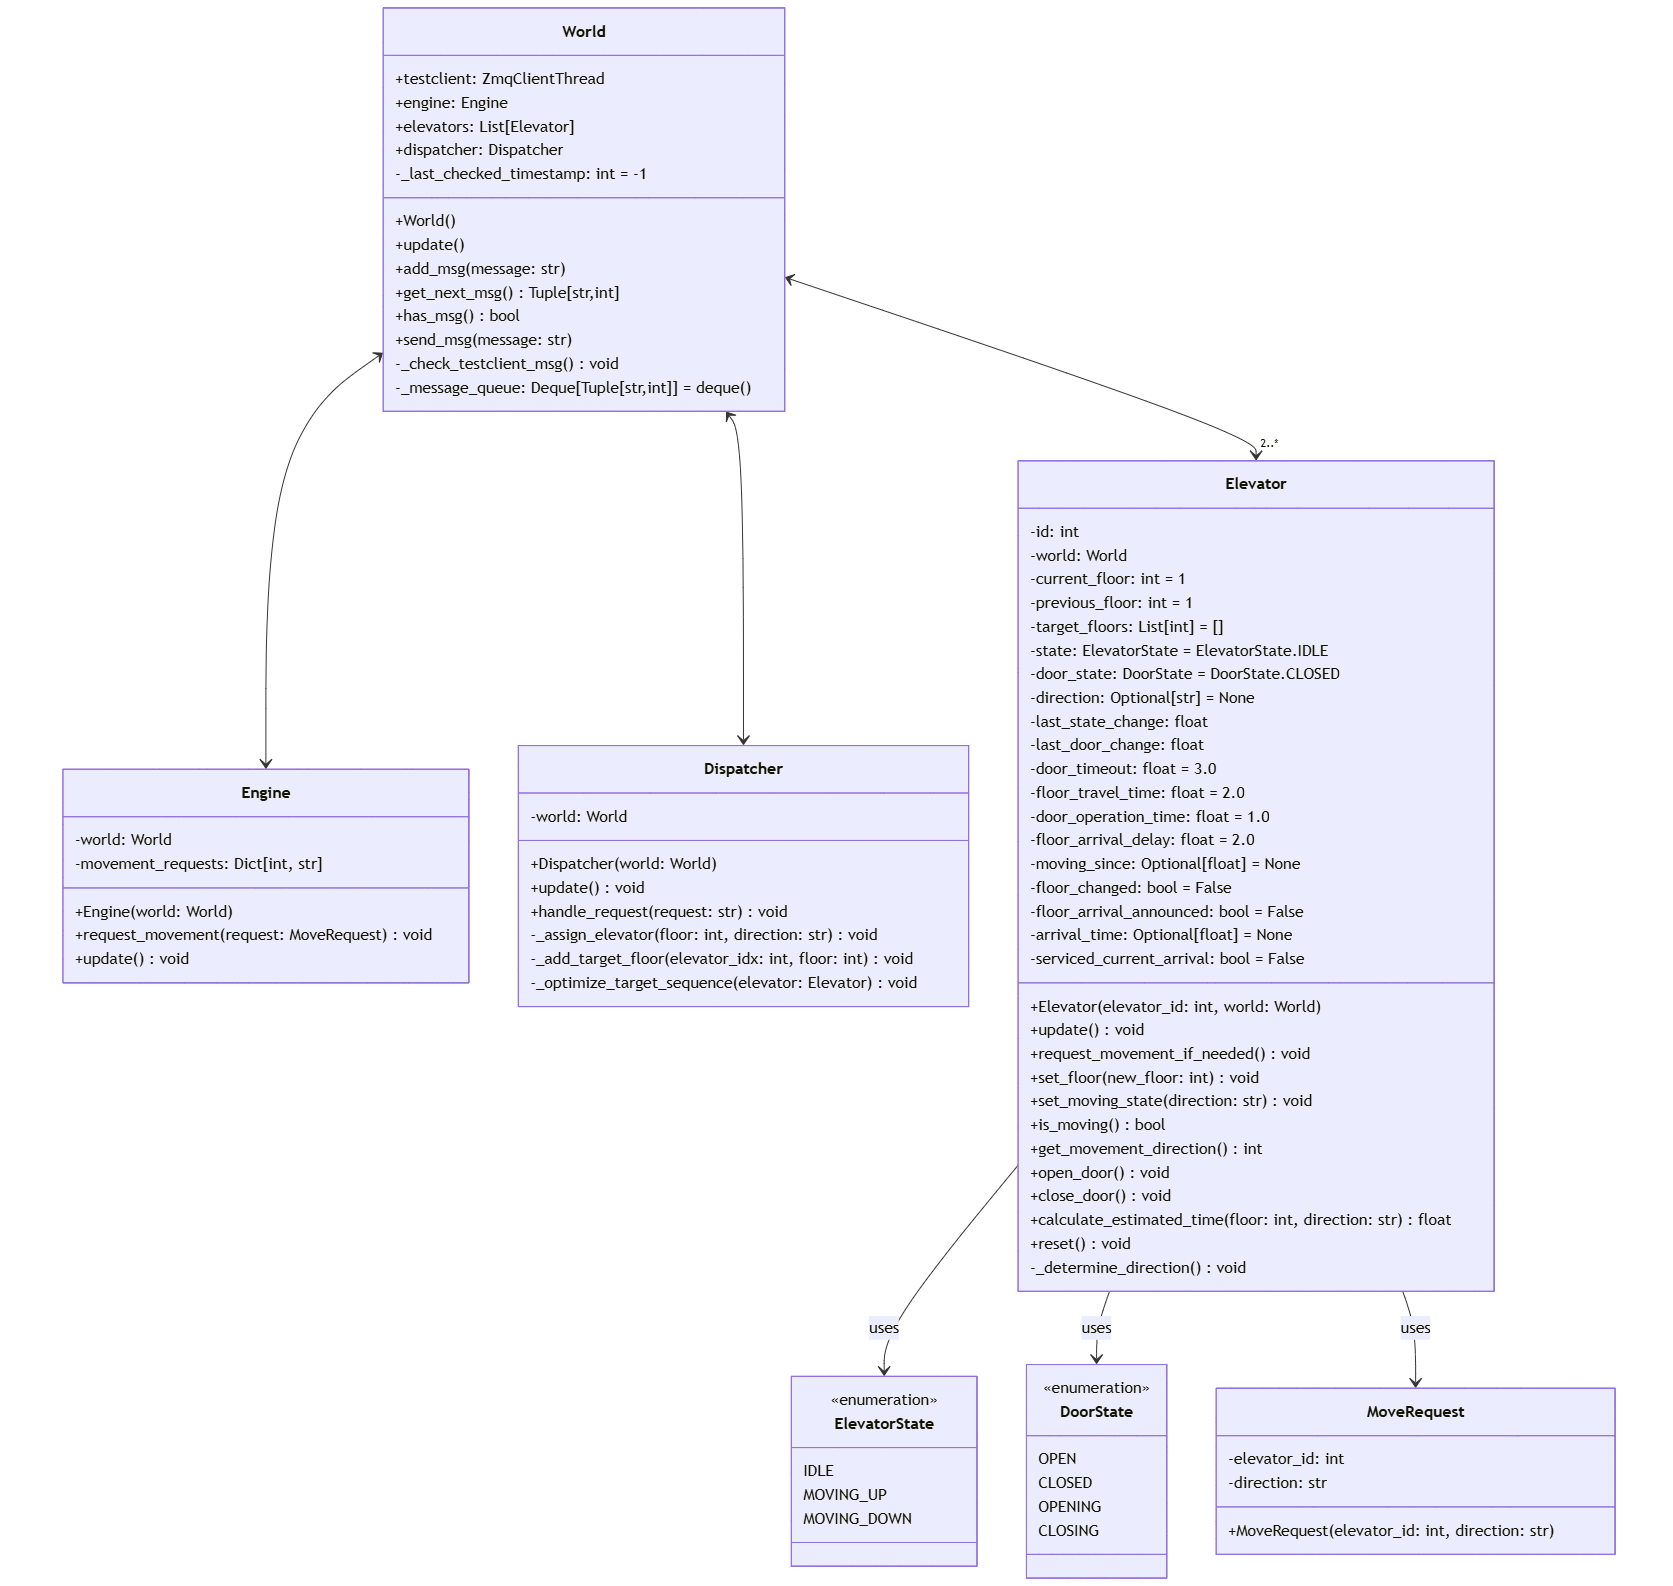 World
+testclient: ZmqClientThread
+engine: Engine
+elevators: List[Elevator]
+dispatcher: Dispatcher
-_last_checked_timestamp: int = -1
+World()
+update()
+add_msg(message: str)
+get_next_msg() : Tuple[str,int]
+has_msg() : bool
+send_msg(message: str)
-_check_testclient_msg() : void
-_message_queue: Deque[Tuple[str,int]] = deque()
2..*
Elevator
-id: int
-world: World
-current_floor: int = 1
-previous_floor: int = 1
-target_floors: List[int] = []
-state: ElevatorState = ElevatorState.IDLE
-door_state: DoorState = DoorState.CLOSED
-direction: Optional[str] = None
-last_state_change: float
-last_door_change: float
-door_timeout: float = 3.0
-floor_travel_time: float = 2.0
-door_operation_time: float = 1.0
-floor_arrival_delay: float = 2.0
-moving_since: Optional[float] = None
-floor_changed: bool = False
-floor_arrival_announced: bool = False
-arrival_time: Optional[float] = None
-serviced_current_arrival: bool = False
+Elevator(elevator_id: int, world: World)
+update() : void
+request_movement_if_needed() : void
+set_floor(new_floor: int) : void
+set_moving_state(direction: str) : void
+is_moving() : bool
+get_movement_direction() : int
+open_door() : void
+close_door() : void
+calculate_estimated_time(floor: int, direction: str) : float
+reset() : void
-_determine_direction() : void
Engine
-world: World
-movement_requests: Dict[int, str]
+Engine(world: World)
+request_movement(request: MoveRequest) : void
+update() : void
Dispatcher
-world: World
+Dispatcher(world: World)
+update() : void
+handle_request(request: str) : void
-_assign_elevator(floor: int, direction: str) : void
-_add_target_floor(elevator_idx: int, floor: int) : void
-_optimize_target_sequence(elevator: Elevator) : void
uses
uses
uses
«enumeration»
ElevatorState
IDLE
MOVING_UP
MOVING_DOWN
«enumeration»
DoorState
OPEN
CLOSED
OPENING
CLOSING
MoveRequest
-elevator_id: int
-direction: str
+MoveRequest(elevator_id: int, direction: str)